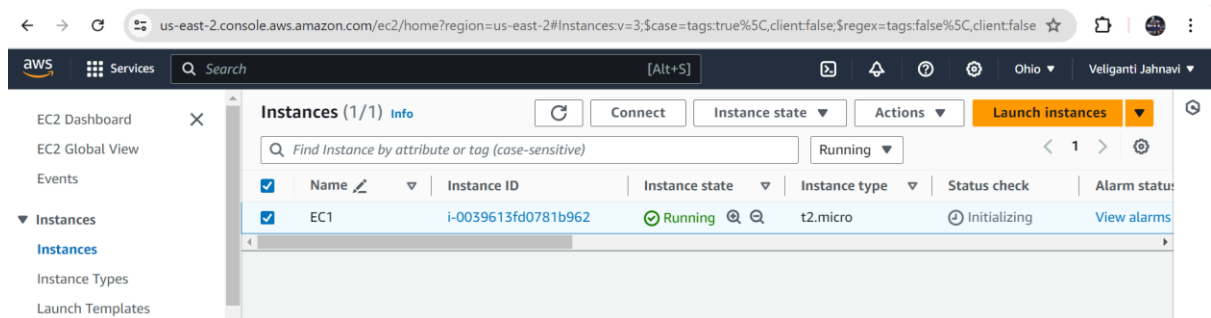 us-east-2.console.aws.amazon.com/ec2/home?region=us-east-2#Instances:v=3;$case=tags:true%5C,client:false;$regex=tags:false%5C,client:false
aws Services Search [Alt+S] Ohio Veliganti Jahnavi
EC2 Dashboard
EC2 Global View
Events
Instances
Instances
Instance Types
Launch Templates
Instances (1/1) Info Connect Instance state Actions Launch instances
Find Instance by attribute or tag (case-sensitive) Running 1
Name Instance ID Instance state Instance type Status check Alarm status
EC1 i-0039613fd0781b962 Running t2.micro Initializing View alarms